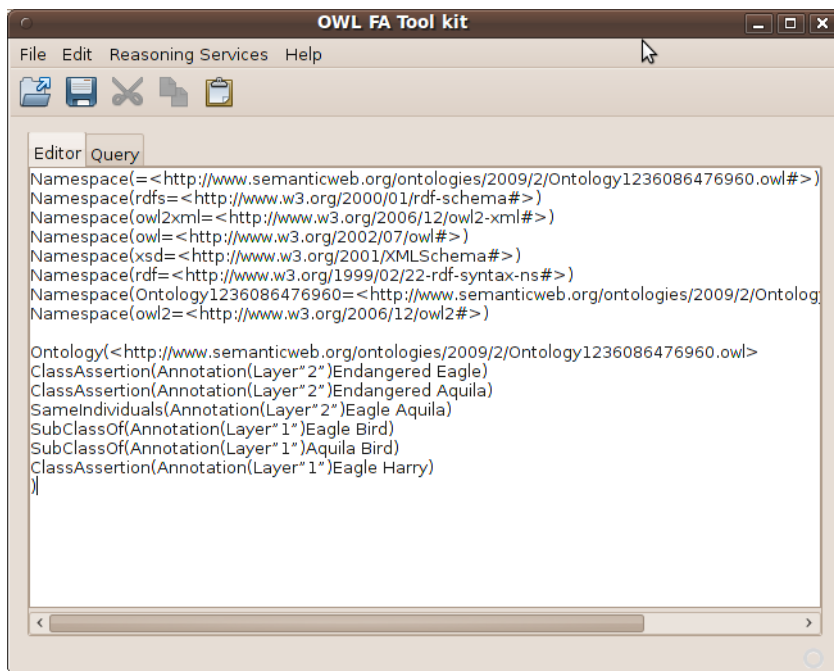 OWL FA Tool kit
File Edit Reasoning Services Help
Editor Query
Namespace(=<http://www.semanticweb.org/ontologies/2009/2/Ontology1236086476960.owl#>)
Namespace(rdfs=<http://www.w3.org/2000/01/rdf-schema#>)
Namespace(owl2xml=<http://www.w3.org/2006/12/owl2-xml#>)
Namespace(owl=<http://www.w3.org/2002/07/owl#>)
Namespace(xsd=<http://www.w3.org/2001/XMLSchema#>)
Namespace(rdf=<http://www.w3.org/1999/02/22-rdf-syntax-ns#>)
Namespace(Ontology1236086476960=<http://www.semanticweb.org/ontologies/2009/2/Ontolog
Namespace(owl2=<http://www.w3.org/2006/12/owl2#>)
Ontology(<http://www.semanticweb.org/ontologies/2009/2/Ontology1236086476960.owl>
ClassAssertion(Annotation(Layer"2")Endangered Eagle)
ClassAssertion(Annotation(Layer"2")Endangered Aquila)
SameIndividuals(Annotation(Layer"2")Eagle Aquila)
SubClassOf(Annotation(Layer"1")Eagle Bird)
SubClassOf(Annotation(Layer"1")Aquila Bird)
ClassAssertion(Annotation(Layer"1")Eagle Harry)
)